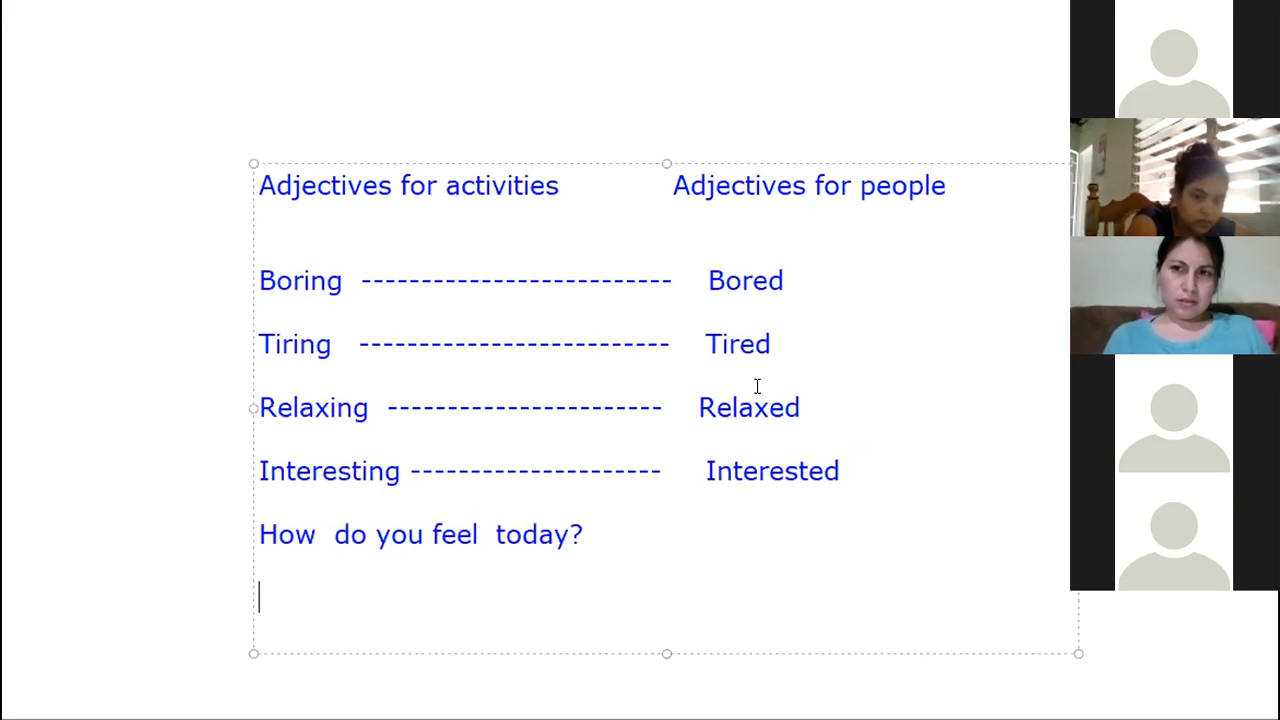 Adjectives for activities Adjectives for people
Boring -------------------------- Bored
Tiring -------------------------- Tired
Relaxing ----------------------- Relaxed
Interesting --------------------- Interested
How do you feel today?